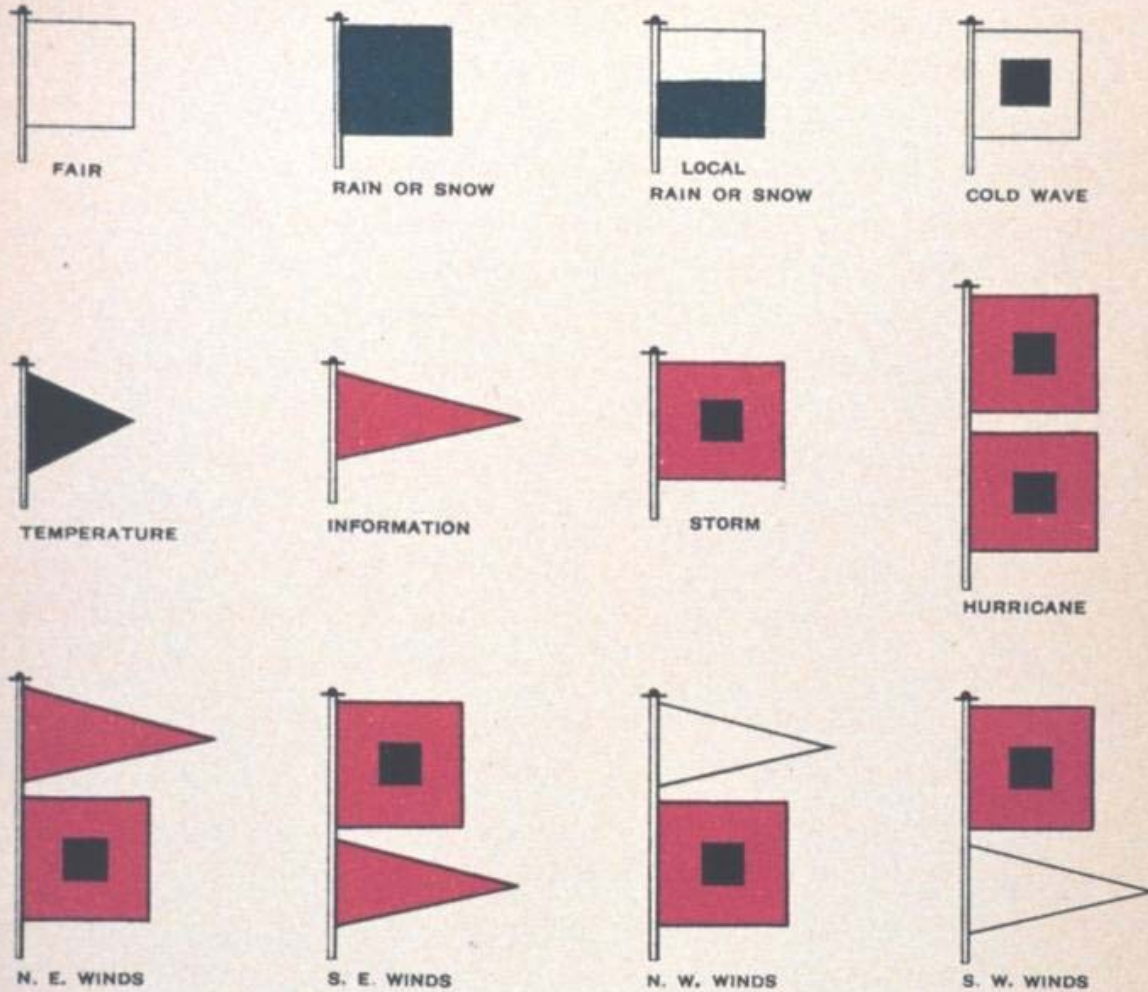 FAIR
RAIN OR SNOW
LOCAL
RAIN OR SNOW
COLD WAVE
TEMPERATURE
INFORMATION
STORM
HURRICANE
N. E. WINDS
S. E. WINDS
N. W. WINDS
S. W. WINDS